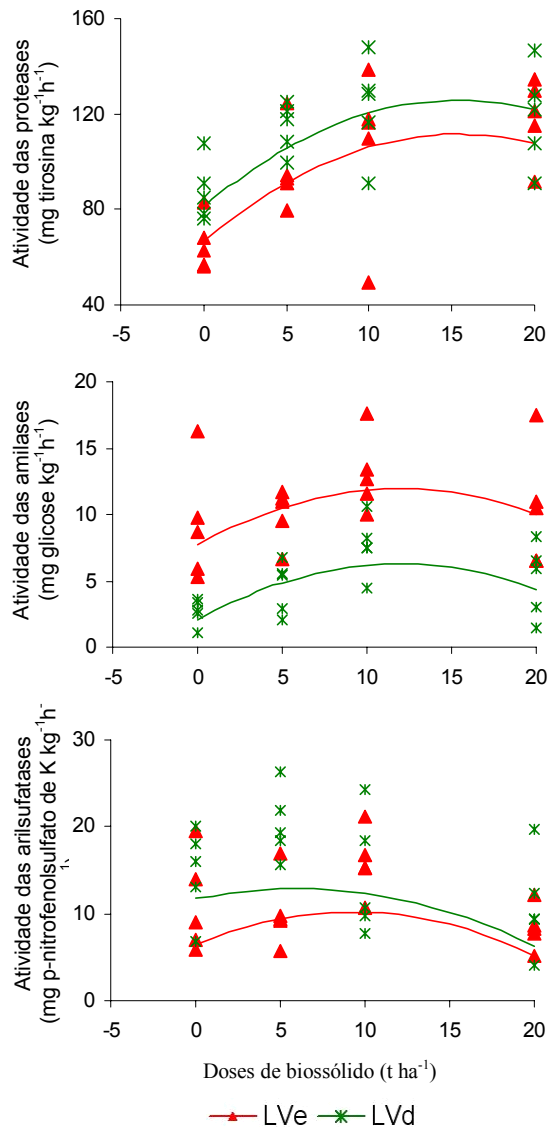 Atividade das proteases
(mg tirosina kg⁻¹h⁻¹)
160
120
80
40
-5 0 5 10 15 20
Atividade das amilases
(mg glicose kg⁻¹h⁻¹)
20
15
10
5
0
-5 0 5 10 15 20
Atividade das arilsufatases
(mg p-nitrofenolsulfato de K kg⁻¹h⁻
¹)
30
20
10
0
-5 0 5 10 15 20
Doses de biossólido (t ha⁻¹)
LVe LVd